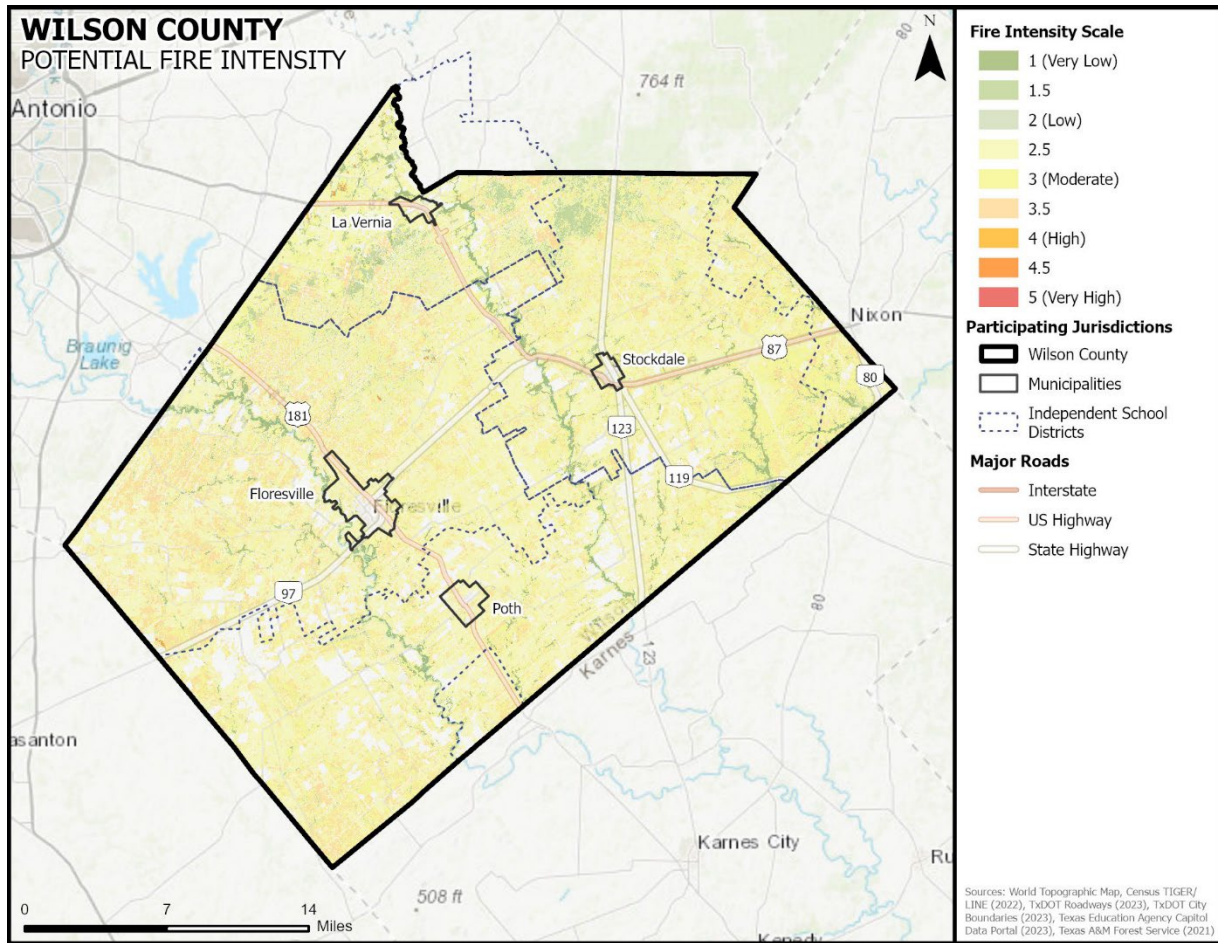 WILSON COUNTY
POTENTIAL FIRE INTENSITY
N
80
764 ft
Antonio
La Vernia
Braunig
Lake
Nixon
Stockdale
87
80
181
123
119
Floresville
Floresville
97
Poth
80
Wilson
Karnes
123
asanton
Karnes City
Ru
508 ft
Kenedy
0 7 14
Miles
Fire Intensity Scale
1 (Very Low)
1.5
2 (Low)
2.5
3 (Moderate)
3.5
4 (High)
4.5
5 (Very High)
Participating Jurisdictions
Wilson County
Municipalities
Independent School
Districts
Major Roads
Interstate
US Highway
State Highway
Sources: World Topographic Map, Census TIGER/
LINE (2022), TxDOT Roadways (2023), TxDOT City
Boundaries (2023), Texas Education Agency Capitol
Data Portal (2023), Texas A&M Forest Service (2021)